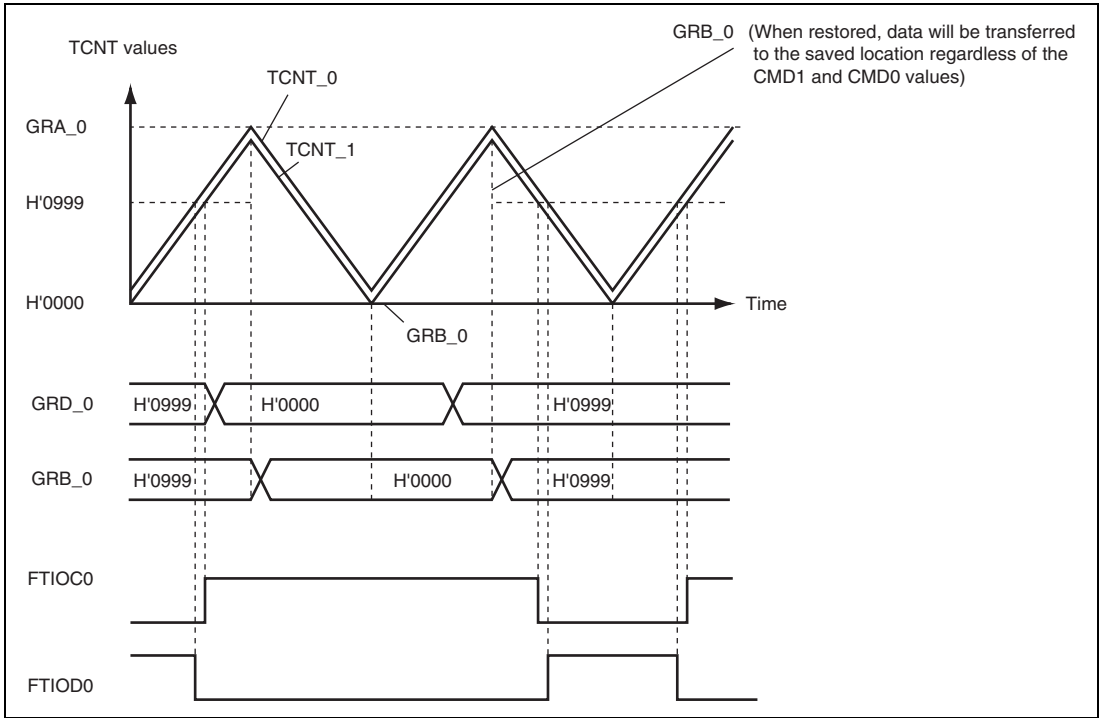 GRB_0 (When restored, data will be transferred
to the saved location regardless of the
CMD1 and CMD0 values)
TCNT values
TCNT_0
GRA_0
TCNT_1
H'0999
H'0000
Time
GRB_0
GRD_0
H'0999
H'0000
H'0999
GRB_0
H'0999
H'0000
H'0999
FTIOC0
FTIOD0